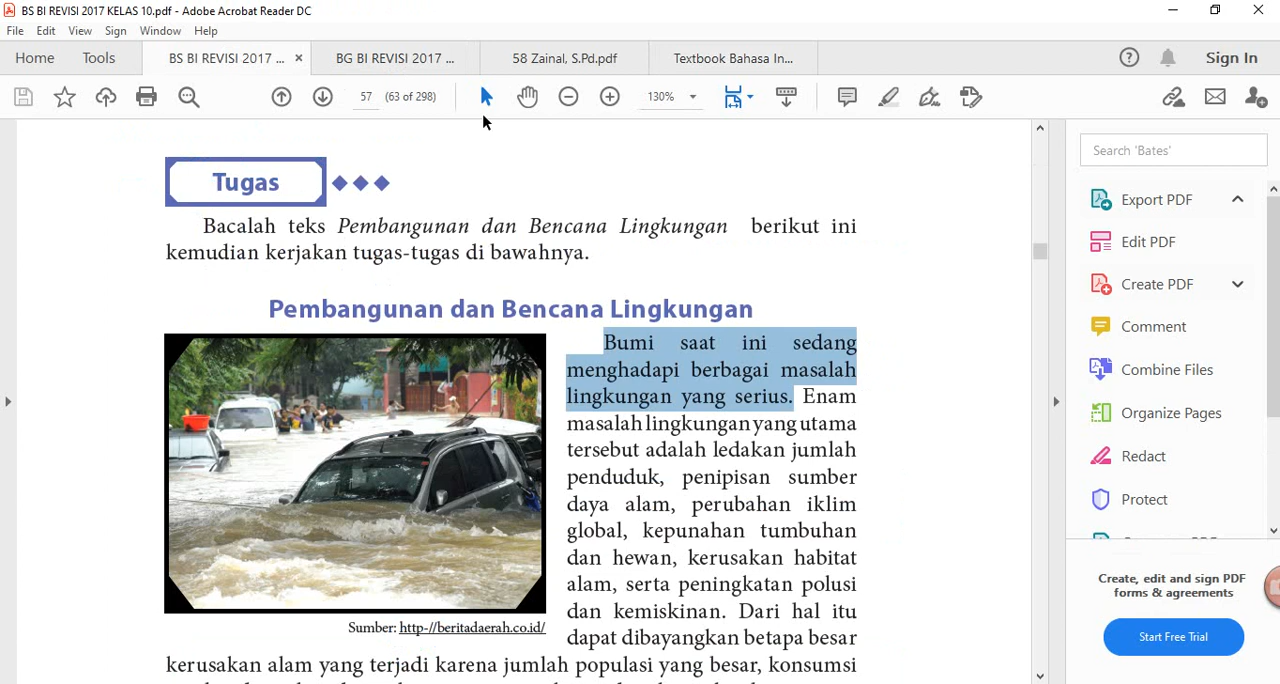 BS BI REVISI 2017 KELAS 10.pdf - Adobe Acrobat Reader DC
File Edit View Sign Window Help
Home Tools BS BI REVISI 2017 ... × BG BI REVISI 2017 ... 58 Zainal, S.Pd.pdf Textbook Bahasa In... Sign In
57 (63 of 298) 130%
Search 'Bates'
Export PDF
Edit PDF
Create PDF
Comment
Combine Files
Organize Pages
Redact
Protect
Create, edit and sign PDF
forms & agreements
Start Free Trial
Tugas
Bacalah teks Pembangunan dan Bencana Lingkungan berikut ini
kemudian kerjakan tugas-tugas di bawahnya.
Pembangunan dan Bencana Lingkungan
Bumi saat ini sedang
menghadapi berbagai masalah
lingkungan yang serius. Enam
masalah lingkungan yang utama
tersebut adalah ledakan jumlah
penduduk, penipisan sumber
daya alam, perubahan iklim
global, kepunahan tumbuhan
dan hewan, kerusakan habitat
alam, serta peningkatan polusi
dan kemiskinan. Dari hal itu
dapat dibayangkan betapa besar
kerusakan alam yang terjadi karena jumlah populasi yang besar, konsumsi
Sumber: http-//beritadaerah.co.id/